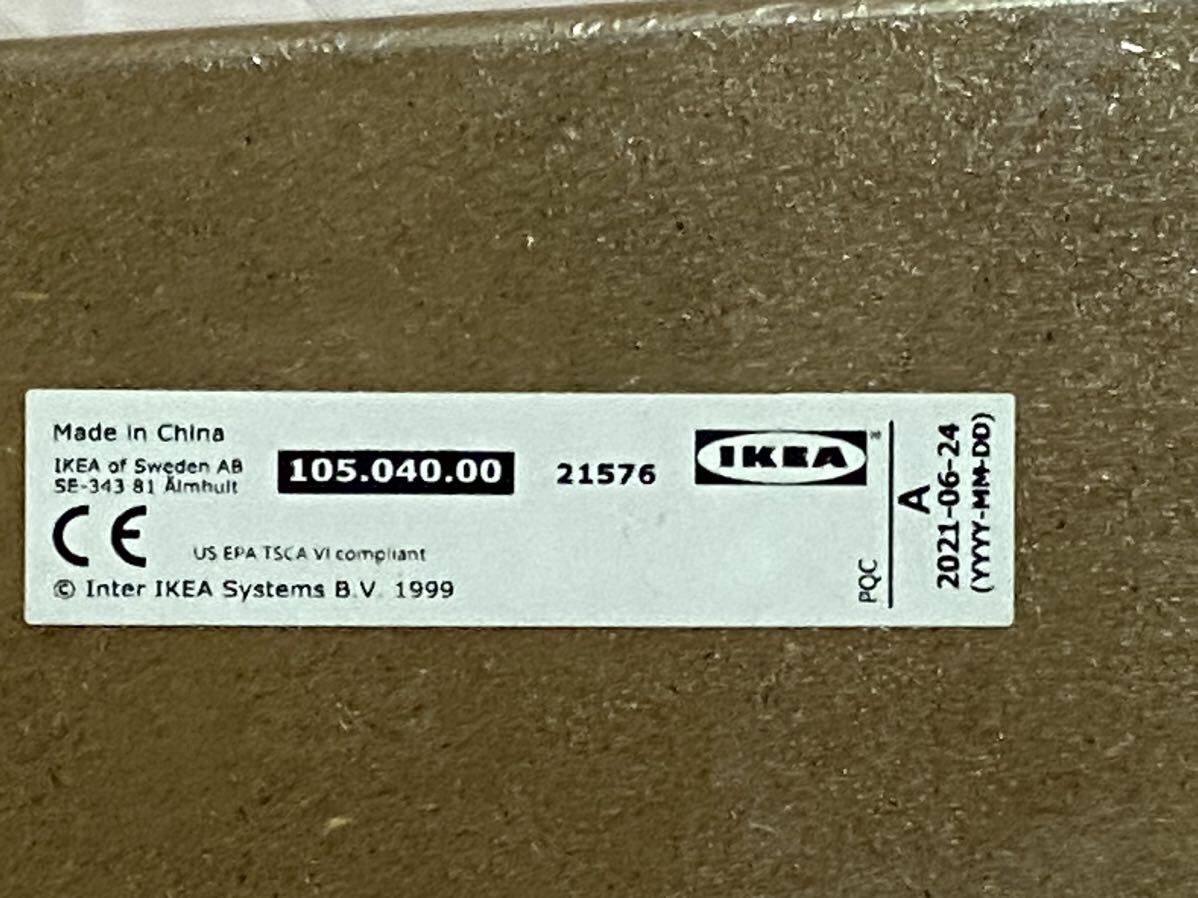 Made in China
IKEA of Sweden AB
SE-343 81 Älmhult
105.040.00
21576
IKEA
®
CE
US EPA TSCA VI compliant
© Inter IKEA Systems B.V. 1999
PQC
A
2021-06-24
(YYYY-MM-DD)